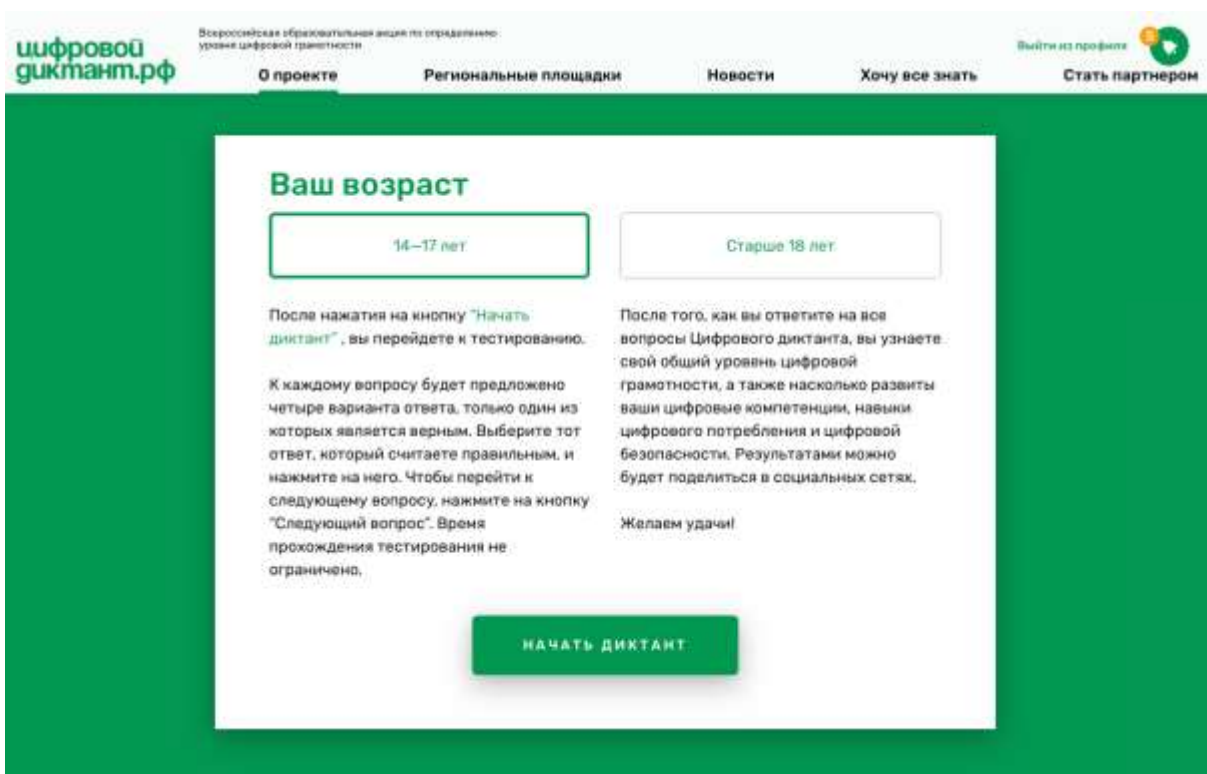 цифровой
диктант.рф
Всероссийская образовательная акция по определению
уровня цифровой грамотности
Выйти из профиля
О проекте
Региональные площадки
Новости
Хочу все знать
Стать партнером
Ваш возраст
14—17 лет
Старше 18 лет
После нажатия на кнопку "Начать
диктант" , вы перейдете к тестированию.
К каждому вопросу будет предложено
четыре варианта ответа, только один из
которых является верным. Выберите тот
ответ, который считаете правильным, и
нажмите на него. Чтобы перейти к
следующему вопросу, нажмите на кнопку
"Следующий вопрос". Время
прохождения тестирования не
ограничено.
После того, как вы ответите на все
вопросы Цифрового диктанта, вы узнаете
свой общий уровень цифровой
грамотности, а также насколько развиты
ваши цифровые компетенции, навыки
цифрового потребления и цифровой
безопасности. Результатами можно
будет поделиться в социальных сетях.
Желаем удачи!
НАЧАТЬ ДИКТАНТ